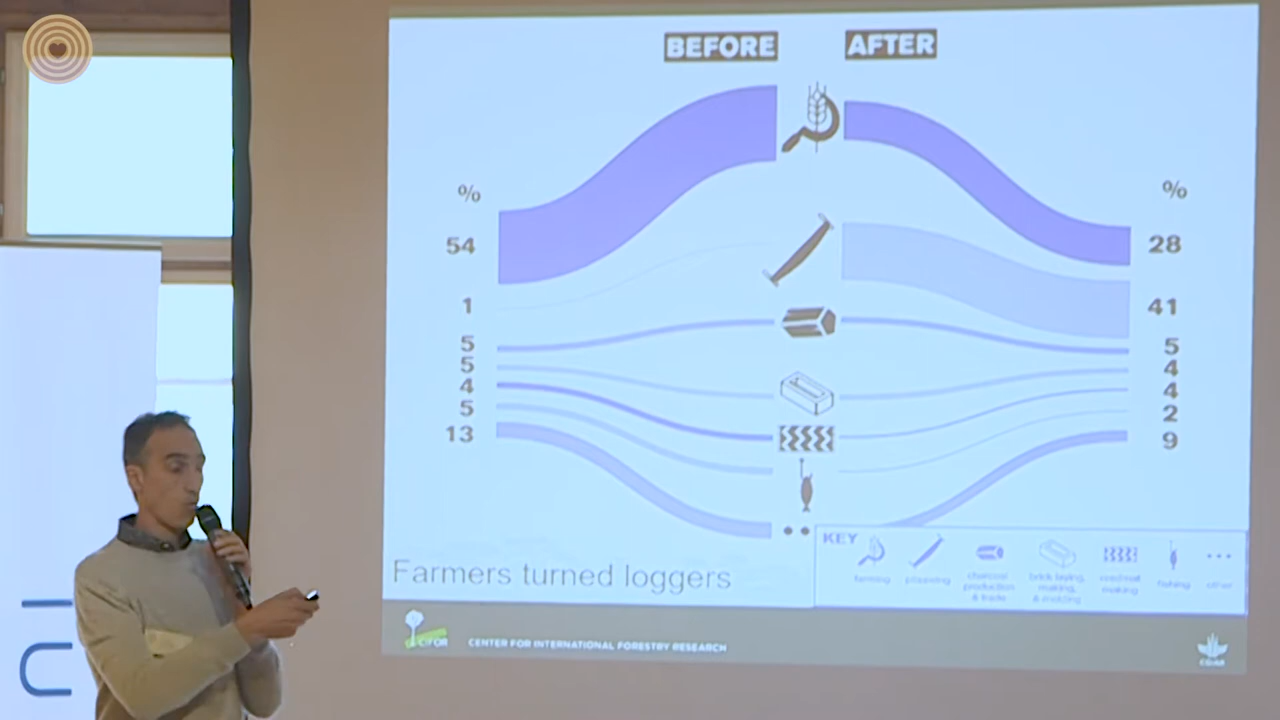 BEFORE
AFTER
%
54
1
5
5
4
5
13
%
28
41
5
4
4
2
9
KEY
farming
charcoal
production
& trade
brick laying,
making,
& molding
making
fishing
other
Farmers turned loggers
CIFOR
CENTER FOR INTERNATIONAL FORESTRY RESEARCH
CGIAR